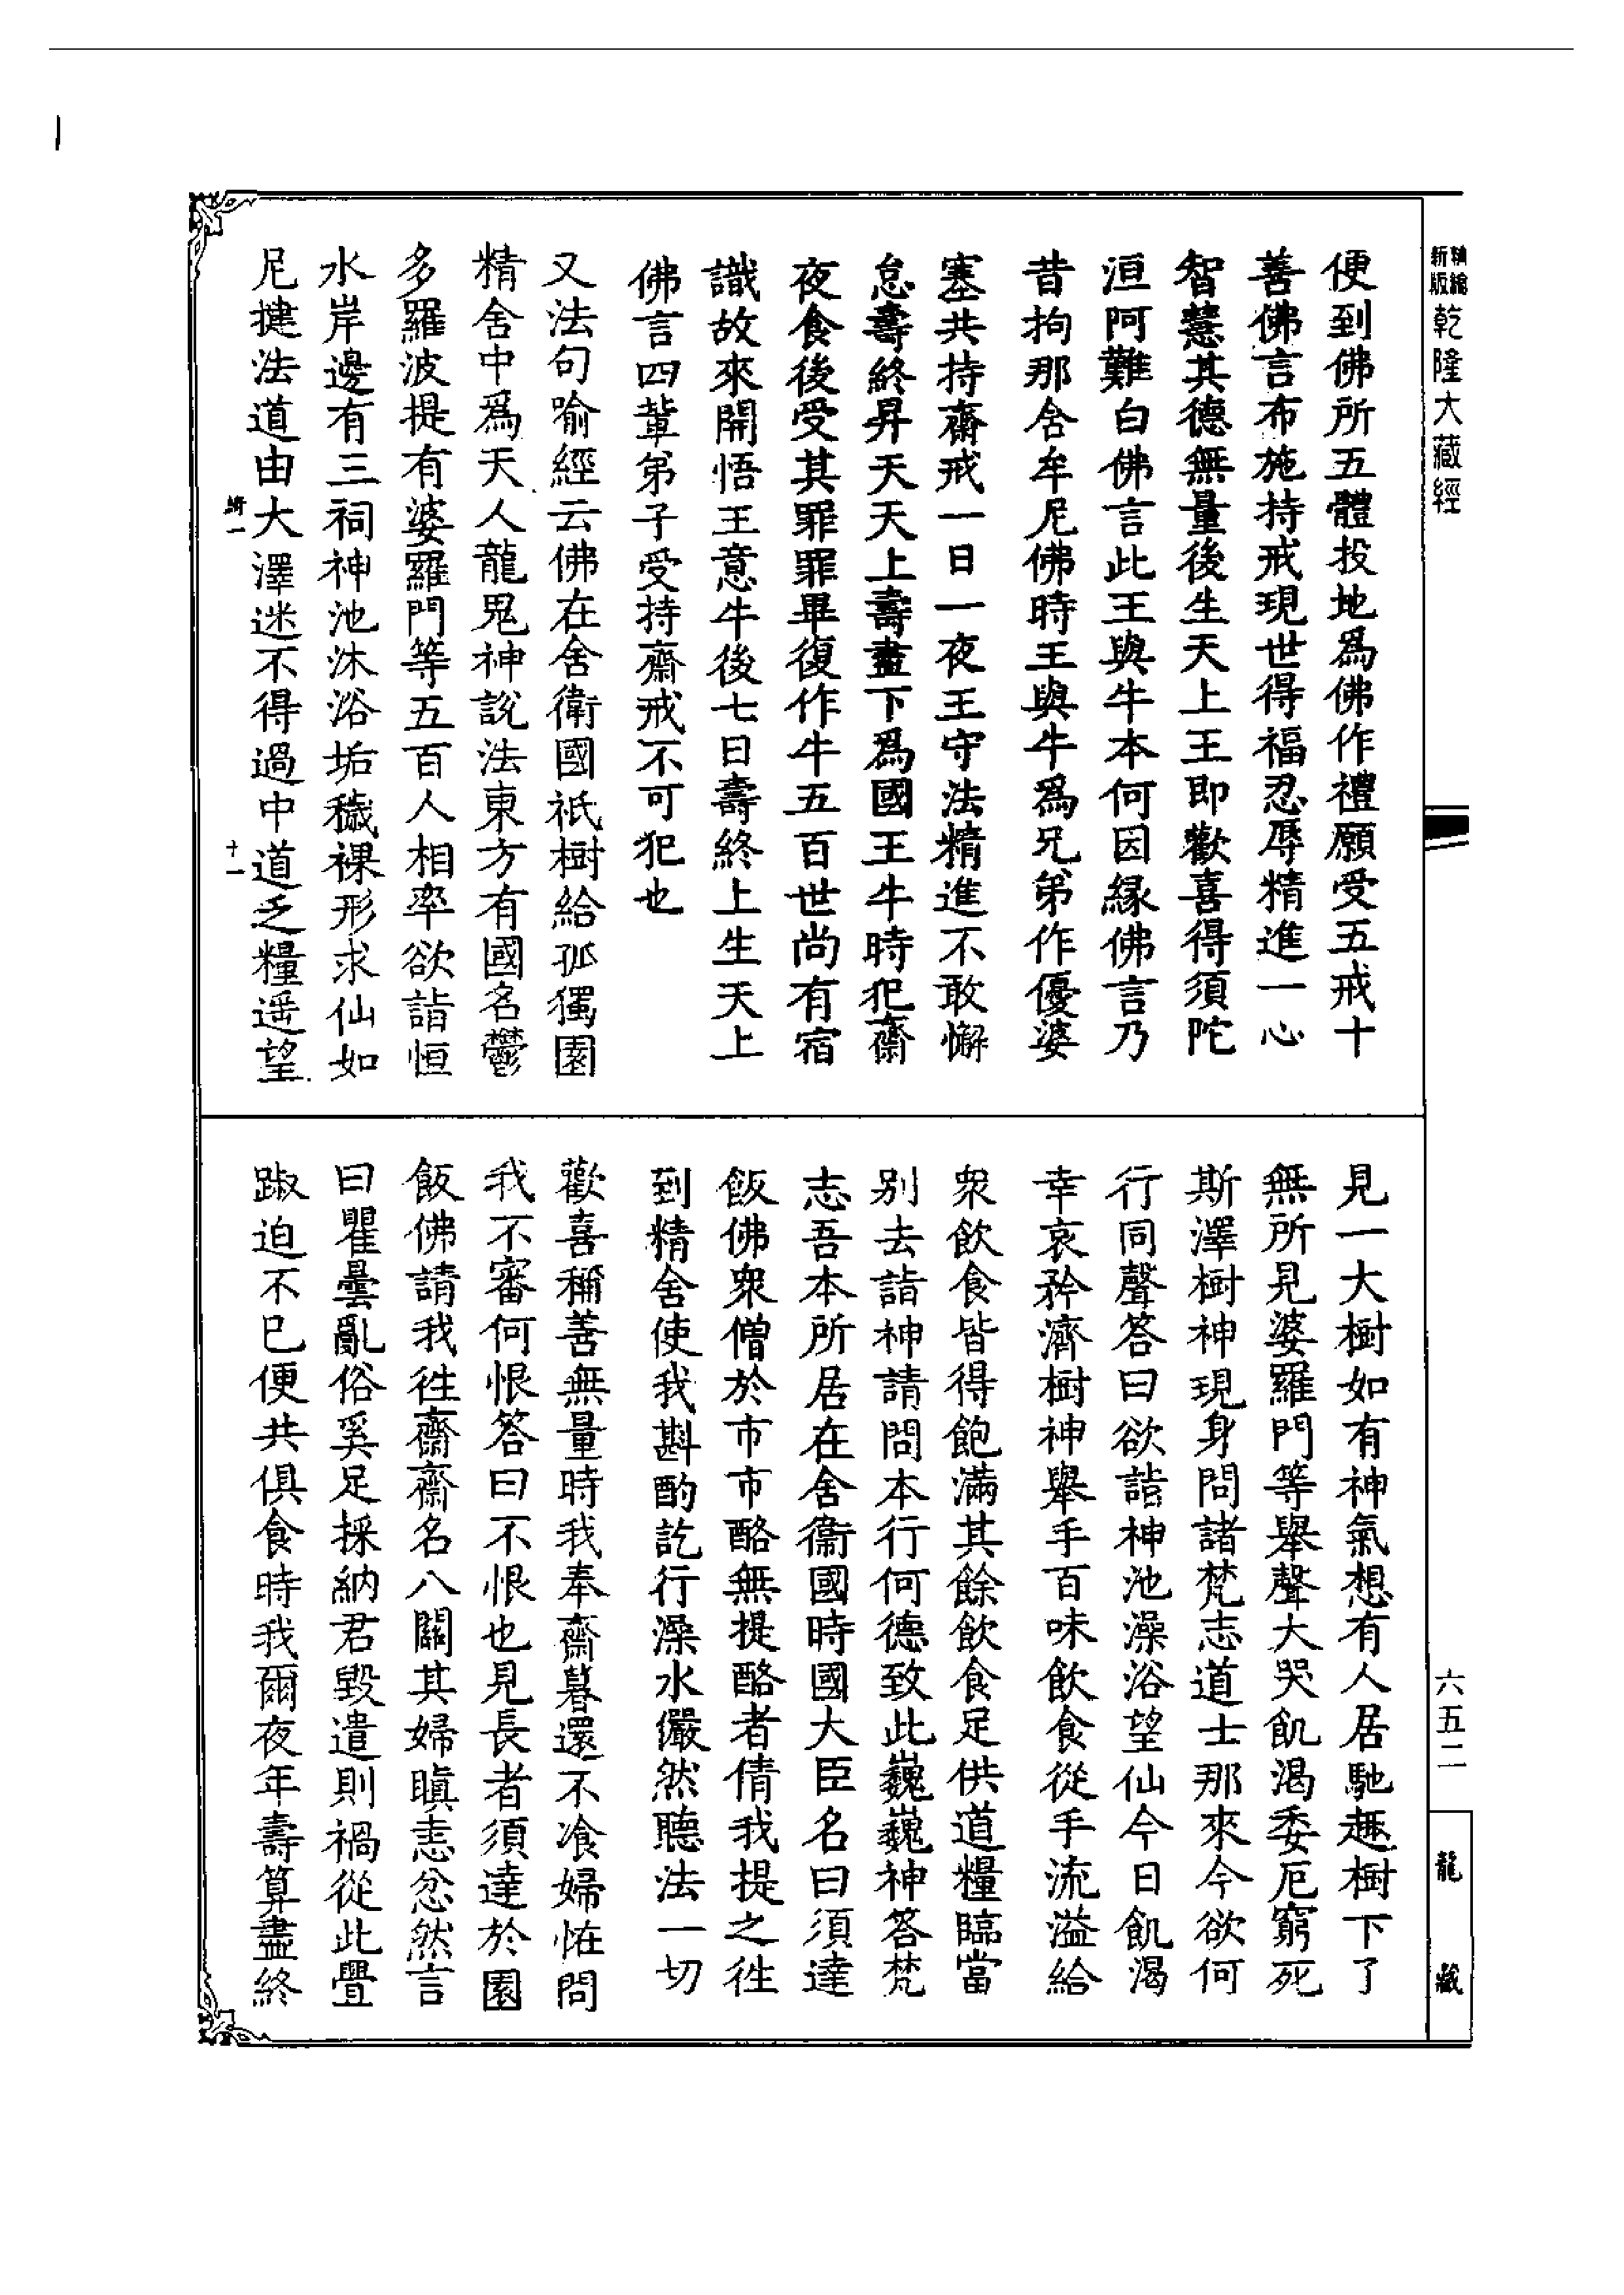 新編
新版
乾隆大藏經
便到佛所五體投地爲佛作禮願受五戒十
善佛言布施持戒現世得福忍辱精進一心
智慧其德無量後生天上王即歡喜得須陀
洹阿難白佛言此王與牛本何因緣佛言乃
昔拘那含牟尼佛時王與牛爲兄弟作優婆
塞共持齋戒一日一夜王守法精進不敢懈
怠壽終昇天天上壽盡下爲國王牛時犯齋
夜食後受其罪罪畢復作牛五百世尚有宿
識故來開悟王意牛後七日壽終上生天上
佛言四輩弟子受持齋戒不可犯也
又法句喻經云佛在舍衛國祇樹給孤獨園
精舍中爲天人龍鬼神說法東方有國名鬱
多羅波提有婆羅門等五百人相率欲詣恒
水岸邊有三祠神池沐浴垢穢裸形求仙如
尼揵法道由大澤迷不得過中道乏糧遥望
綺一
十一
見一大樹如有神氣想有人居馳趣樹下了
無所見婆羅門等舉聲大哭飢渴委厄窮死
斯澤樹神現身問諸梵志道士那來今欲何
行同聲答曰欲詣神池澡浴望仙今日飢渴
幸哀矜濟樹神舉手百味飲食從手流溢給
衆飲食皆得飽滿其餘飲食足供道糧臨當
別去詣神請問本行何德致此巍巍神答梵
志吾本所居在舍衛國時國大臣名曰須達
飯佛衆僧於市市酪無提酪者倩我提之往
到精舍使我斟酌訖行澡水儼然聽法一切
歡喜稱善無量時我奉齋暮還不飡婦恠問
我不審何恨答曰不恨也見長者須達於園
飯佛請我往齋齋名八關其婦瞋恚忿然言
曰瞿曇亂俗奚足採納君毀遺則禍從此疊
踧迫不已便共俱食時我爾夜年壽算盡終
六五二
龍藏